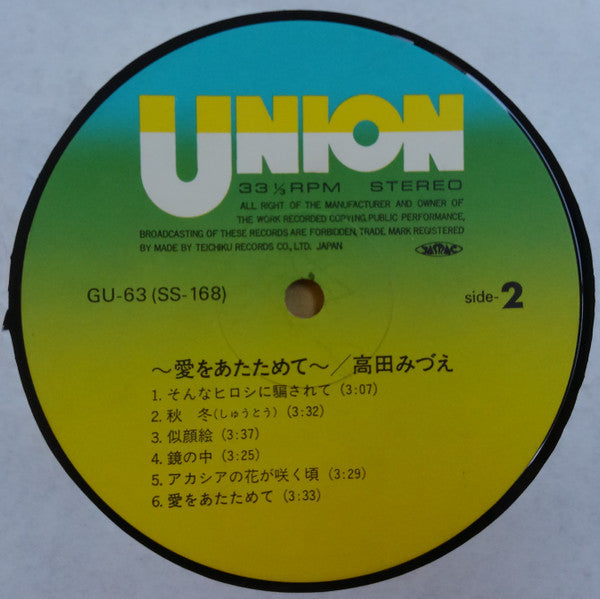 UNION
33 ⅓ RPM STEREO
ALL RIGHT OF THE MANUFACTURER AND OWNER OF
THE WORK RECORDED COPYING, PUBLIC PERFORMANCE,
BROADCASTING OF THESE RECORDS ARE FORBIDDEN, TRADE MARK REGISTERED
BY MADE BY TEICHIKU RECORDS CO., LTD. JAPAN
JASRAC
GU-63 (SS-168)
side-2
～愛をあたためて～／高田みづえ
1. そんなヒロシに騙されて (3:07)
2. 秋 冬(しゅうとう) (3:32)
3. 似顔絵 (3:37)
4. 鏡の中 (3:25)
5. アカシアの花が咲く頃 (3:29)
6. 愛をあたためて (3:33)